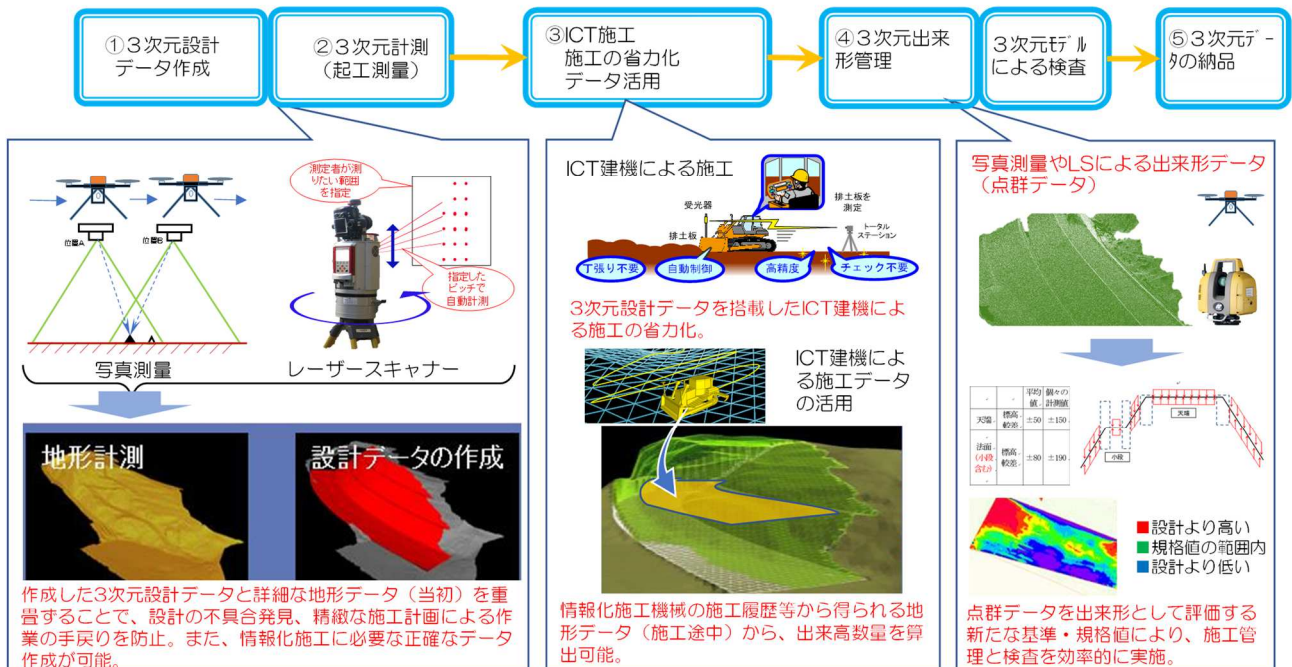 ①３次元設計
データ作成
②３次元計測
（起工測量）
③ICT施工
施工の省力化
データ活用
④３次元出来
形管理
３次元ﾓﾃﾞﾙ
による検査
⑤３次元ﾃﾞｰ
ﾀの納品
測定者が測
りたい範囲
を指定
位置A
位置B
指定した
ピッチで
自動計測
写真測量
レーザースキャナー
地形計測
設計データの作成
作成した3次元設計データと詳細な地形データ（当初）を重
畳ずることで、設計の不具合発見、精緻な施工計画による作
業の手戻りを防止。また、情報化施工に必要な正確なデータ
作成が可能。
ICT建機による施工
受光器
排土板を
測定
排土板
トータル
ステーション
丁張り不要
自動制御
高精度
チェック不要
３次元設計データを搭載したICT建機によ
る施工の省力化。
ICT建機によ
る施工データ
の活用
情報化施工機械の施工履歴等から得られる地
形データ（施工途中）から、出来高数量を算
出可能。
写真測量やLSによる出来形データ
（点群データ）
平均値 個々の計測値
天端 標高較差 ±50 ±150
法面（小段含む） 標高較差 ±80 ±190
天端
小段
設計より高い
規格値の範囲内
設計より低い
点群データを出来形として評価する
新たな基準・規格値により、施工管
理と検査を効率的に実施。